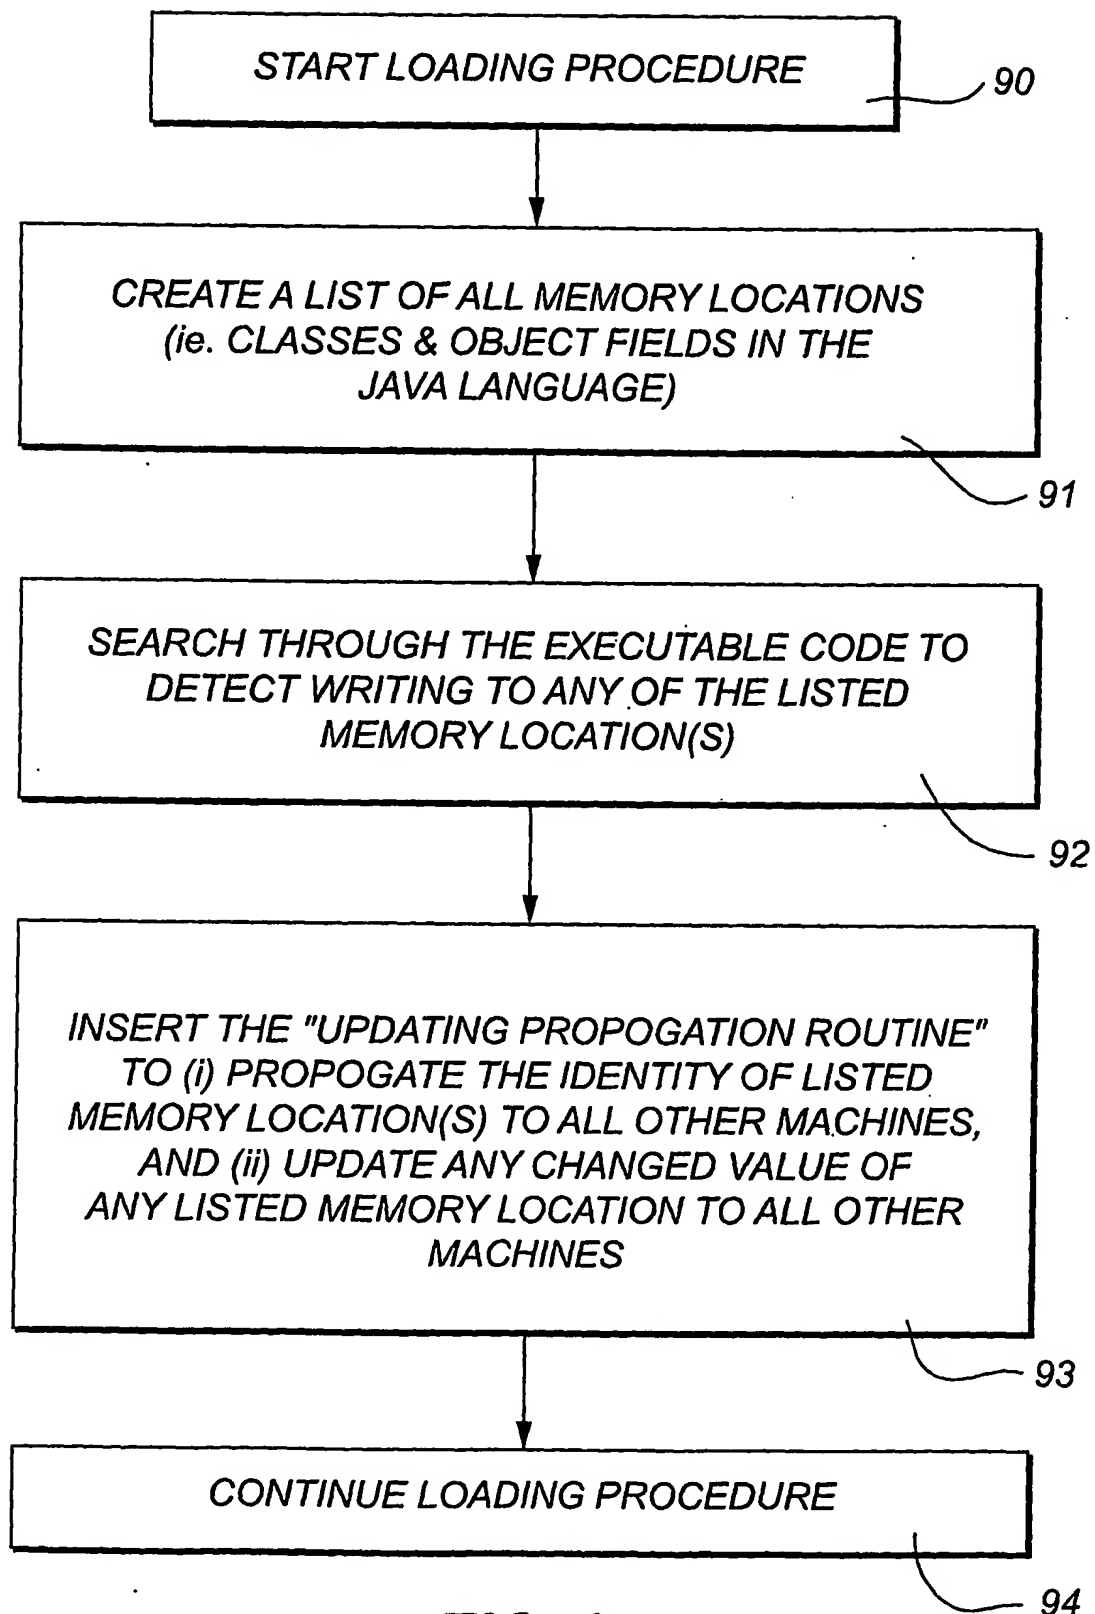 START LOADING PROCEDURE
90
CREATE A LIST OF ALL MEMORY LOCATIONS
(ie. CLASSES & OBJECT FIELDS IN THE
JAVA LANGUAGE)
91
SEARCH THROUGH THE EXECUTABLE CODE TO
DETECT WRITING TO ANY OF THE LISTED
MEMORY LOCATION(S)
92
INSERT THE "UPDATING PROPOGATION ROUTINE"
TO (i) PROPOGATE THE IDENTITY OF LISTED
MEMORY LOCATION(S) TO ALL OTHER MACHINES,
AND (ii) UPDATE ANY CHANGED VALUE OF
ANY LISTED MEMORY LOCATION TO ALL OTHER
MACHINES
93
CONTINUE LOADING PROCEDURE
94